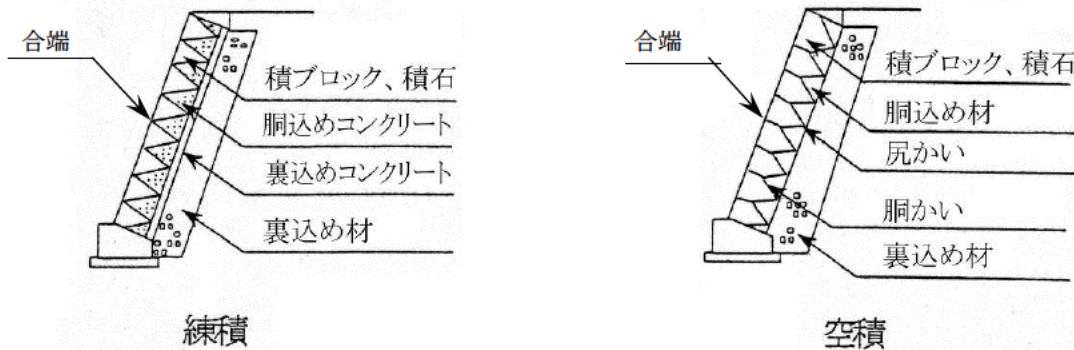 合端
積ブロック、積石
胴込めコンクリート
裏込めコンクリート
裏込め材
練積
合端
積ブロック、積石
胴込め材
尻かい
胴かい
裏込め材
空積